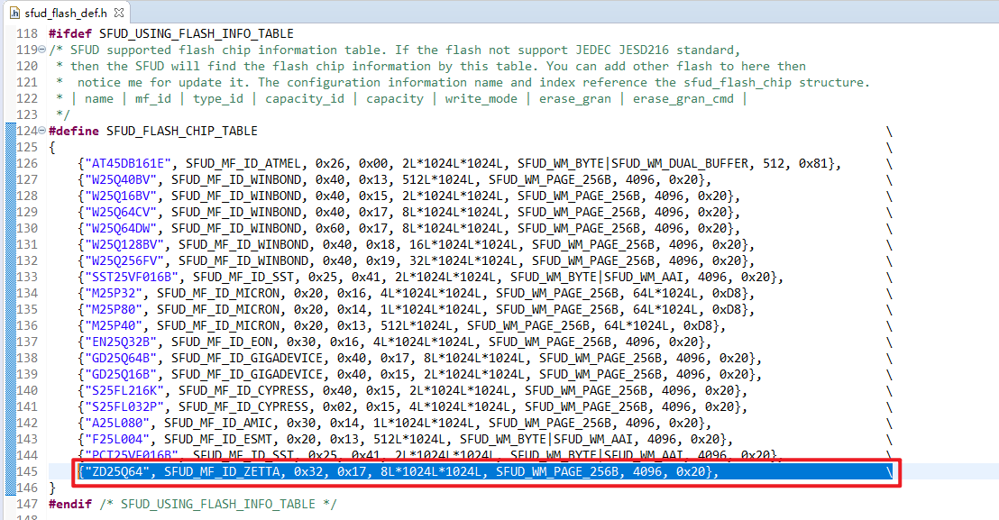 sfud_flash_def.h
118 #ifdef SFUD_USING_FLASH_INFO_TABLE
119 /* SFUD supported flash chip information table. If the flash not support JEDEC JESD216 standard,
120 * then the SFUD will find the flash chip information by this table. You can add other flash to here then
121 * notice me for update it. The configuration information name and index reference the sfud_flash_chip structure.
122 * | name | mf_id | type_id | capacity_id | capacity | write_mode | erase_gran | erase_gran_cmd |
123 */
124 #define SFUD_FLASH_CHIP_TABLE \
125 { \
126 {"AT45DB161E", SFUD_MF_ID_ATMEL, 0x26, 0x00, 2L*1024L*1024L, SFUD_WM_BYTE|SFUD_WM_DUAL_BUFFER, 512, 0x81}, \
127 {"W25Q40BV", SFUD_MF_ID_WINBOND, 0x40, 0x13, 512L*1024L, SFUD_WM_PAGE_256B, 4096, 0x20}, \
128 {"W25Q16BV", SFUD_MF_ID_WINBOND, 0x40, 0x15, 2L*1024L*1024L, SFUD_WM_PAGE_256B, 4096, 0x20}, \
129 {"W25Q64CV", SFUD_MF_ID_WINBOND, 0x40, 0x17, 8L*1024L*1024L, SFUD_WM_PAGE_256B, 4096, 0x20}, \
130 {"W25Q64DW", SFUD_MF_ID_WINBOND, 0x60, 0x17, 8L*1024L*1024L, SFUD_WM_PAGE_256B, 4096, 0x20}, \
131 {"W25Q128BV", SFUD_MF_ID_WINBOND, 0x40, 0x18, 16L*1024L*1024L, SFUD_WM_PAGE_256B, 4096, 0x20}, \
132 {"W25Q256FV", SFUD_MF_ID_WINBOND, 0x40, 0x19, 32L*1024L*1024L, SFUD_WM_PAGE_256B, 4096, 0x20}, \
133 {"SST25VF016B", SFUD_MF_ID_SST, 0x25, 0x41, 2L*1024L*1024L, SFUD_WM_BYTE|SFUD_WM_AAI, 4096, 0x20}, \
134 {"M25P32", SFUD_MF_ID_MICRON, 0x20, 0x16, 4L*1024L*1024L, SFUD_WM_PAGE_256B, 64L*1024L, 0xD8}, \
135 {"M25P80", SFUD_MF_ID_MICRON, 0x20, 0x14, 1L*1024L*1024L, SFUD_WM_PAGE_256B, 64L*1024L, 0xD8}, \
136 {"M25P40", SFUD_MF_ID_MICRON, 0x20, 0x13, 512L*1024L, SFUD_WM_PAGE_256B, 64L*1024L, 0xD8}, \
137 {"EN25Q32B", SFUD_MF_ID_EON, 0x30, 0x16, 4L*1024L*1024L, SFUD_WM_PAGE_256B, 4096, 0x20}, \
138 {"GD25Q64B", SFUD_MF_ID_GIGADEVICE, 0x40, 0x17, 8L*1024L*1024L, SFUD_WM_PAGE_256B, 4096, 0x20}, \
139 {"GD25Q16B", SFUD_MF_ID_GIGADEVICE, 0x40, 0x15, 2L*1024L*1024L, SFUD_WM_PAGE_256B, 4096, 0x20}, \
140 {"S25FL216K", SFUD_MF_ID_CYPRESS, 0x40, 0x15, 2L*1024L*1024L, SFUD_WM_PAGE_256B, 4096, 0x20}, \
141 {"S25FL032P", SFUD_MF_ID_CYPRESS, 0x02, 0x15, 4L*1024L*1024L, SFUD_WM_PAGE_256B, 4096, 0x20}, \
142 {"A25L080", SFUD_MF_ID_AMIC, 0x30, 0x14, 1L*1024L*1024L, SFUD_WM_PAGE_256B, 4096, 0x20}, \
143 {"F25L004", SFUD_MF_ID_ESMT, 0x20, 0x13, 512L*1024L, SFUD_WM_BYTE|SFUD_WM_AAI, 4096, 0x20}, \
144 {"PCT25VF016B", SFUD_MF_ID_SST, 0x25, 0x41, 2L*1024L*1024L, SFUD_WM_BYTE|SFUD_WM_AAI, 4096, 0x20}, \
145 {"ZD25Q64", SFUD_MF_ID_ZETTA, 0x32, 0x17, 8L*1024L*1024L, SFUD_WM_PAGE_256B, 4096, 0x20}, \
146 }
147 #endif /* SFUD_USING_FLASH_INFO_TABLE */
148